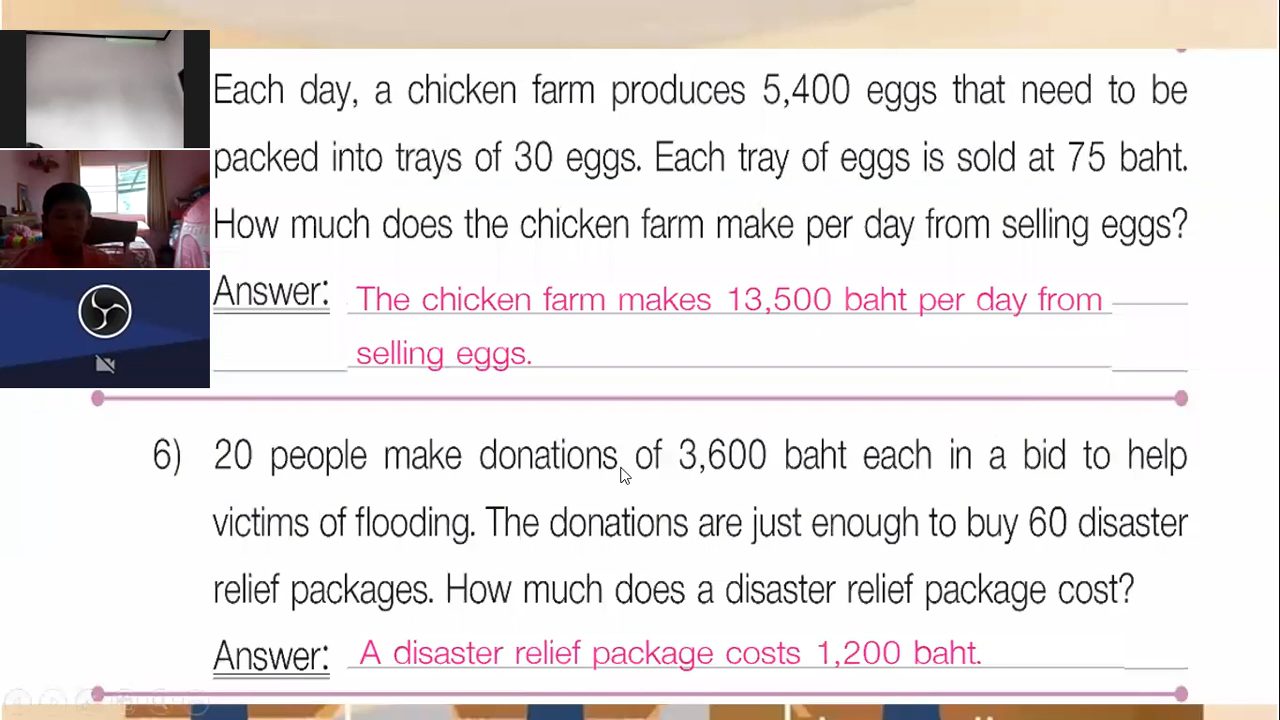 Each day, a chicken farm produces 5,400 eggs that need to be
packed into trays of 30 eggs. Each tray of eggs is sold at 75 baht.
How much does the chicken farm make per day from selling eggs?
Answer: The chicken farm makes 13,500 baht per day from
selling eggs.
6) 20 people make donations of 3,600 baht each in a bid to help
victims of flooding. The donations are just enough to buy 60 disaster
relief packages. How much does a disaster relief package cost?
Answer: A disaster relief package costs 1,200 baht.